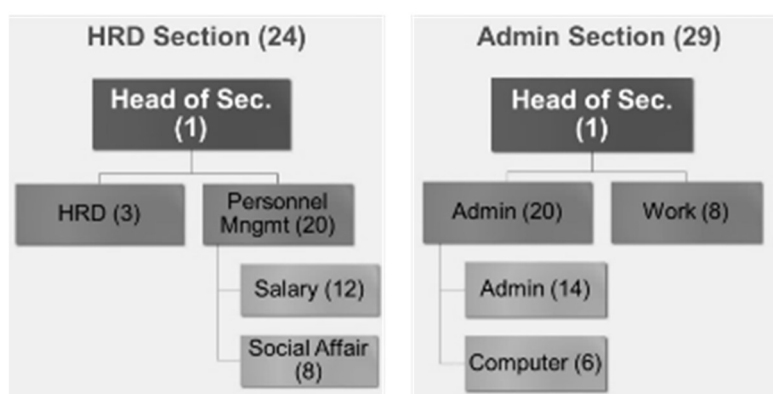 HRD Section (24)
Head of Sec.
(1)
HRD (3)
Personnel
Mngmt (20)
Salary (12)
Social Affair
(8)
Admin Section (29)
Head of Sec.
(1)
Admin (20)
Work (8)
Admin (14)
Computer (6)